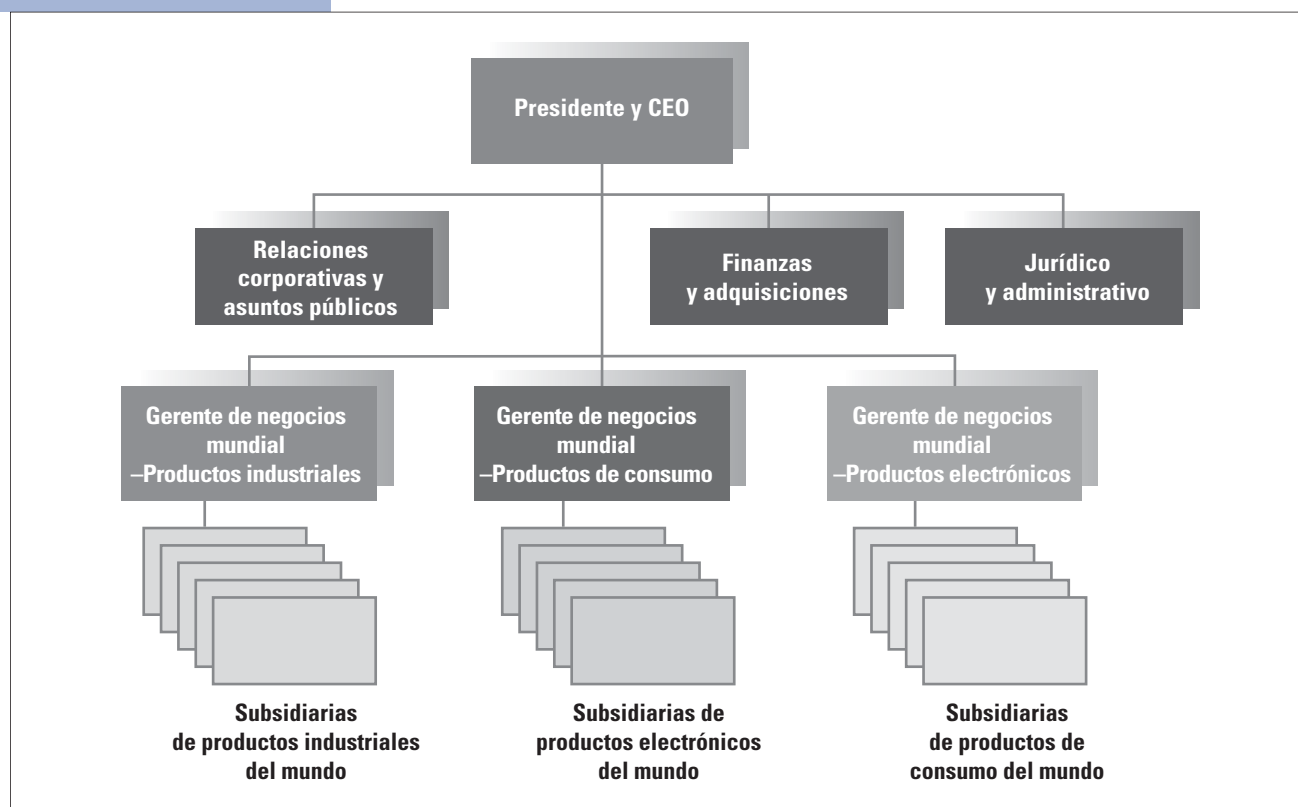 Presidente y CEO
Relaciones
corporativas y
asuntos públicos
Finanzas
y adquisiciones
Jurídico
y administrativo
Gerente de negocios
mundial
–Productos industriales
Gerente de negocios
mundial
–Productos de consumo
Gerente de negocios
mundial
–Productos electrónicos
Subsidiarias
de productos industriales
del mundo
Subsidiarias de
productos electrónicos
del mundo
Subsidiarias
de productos de
consumo del mundo